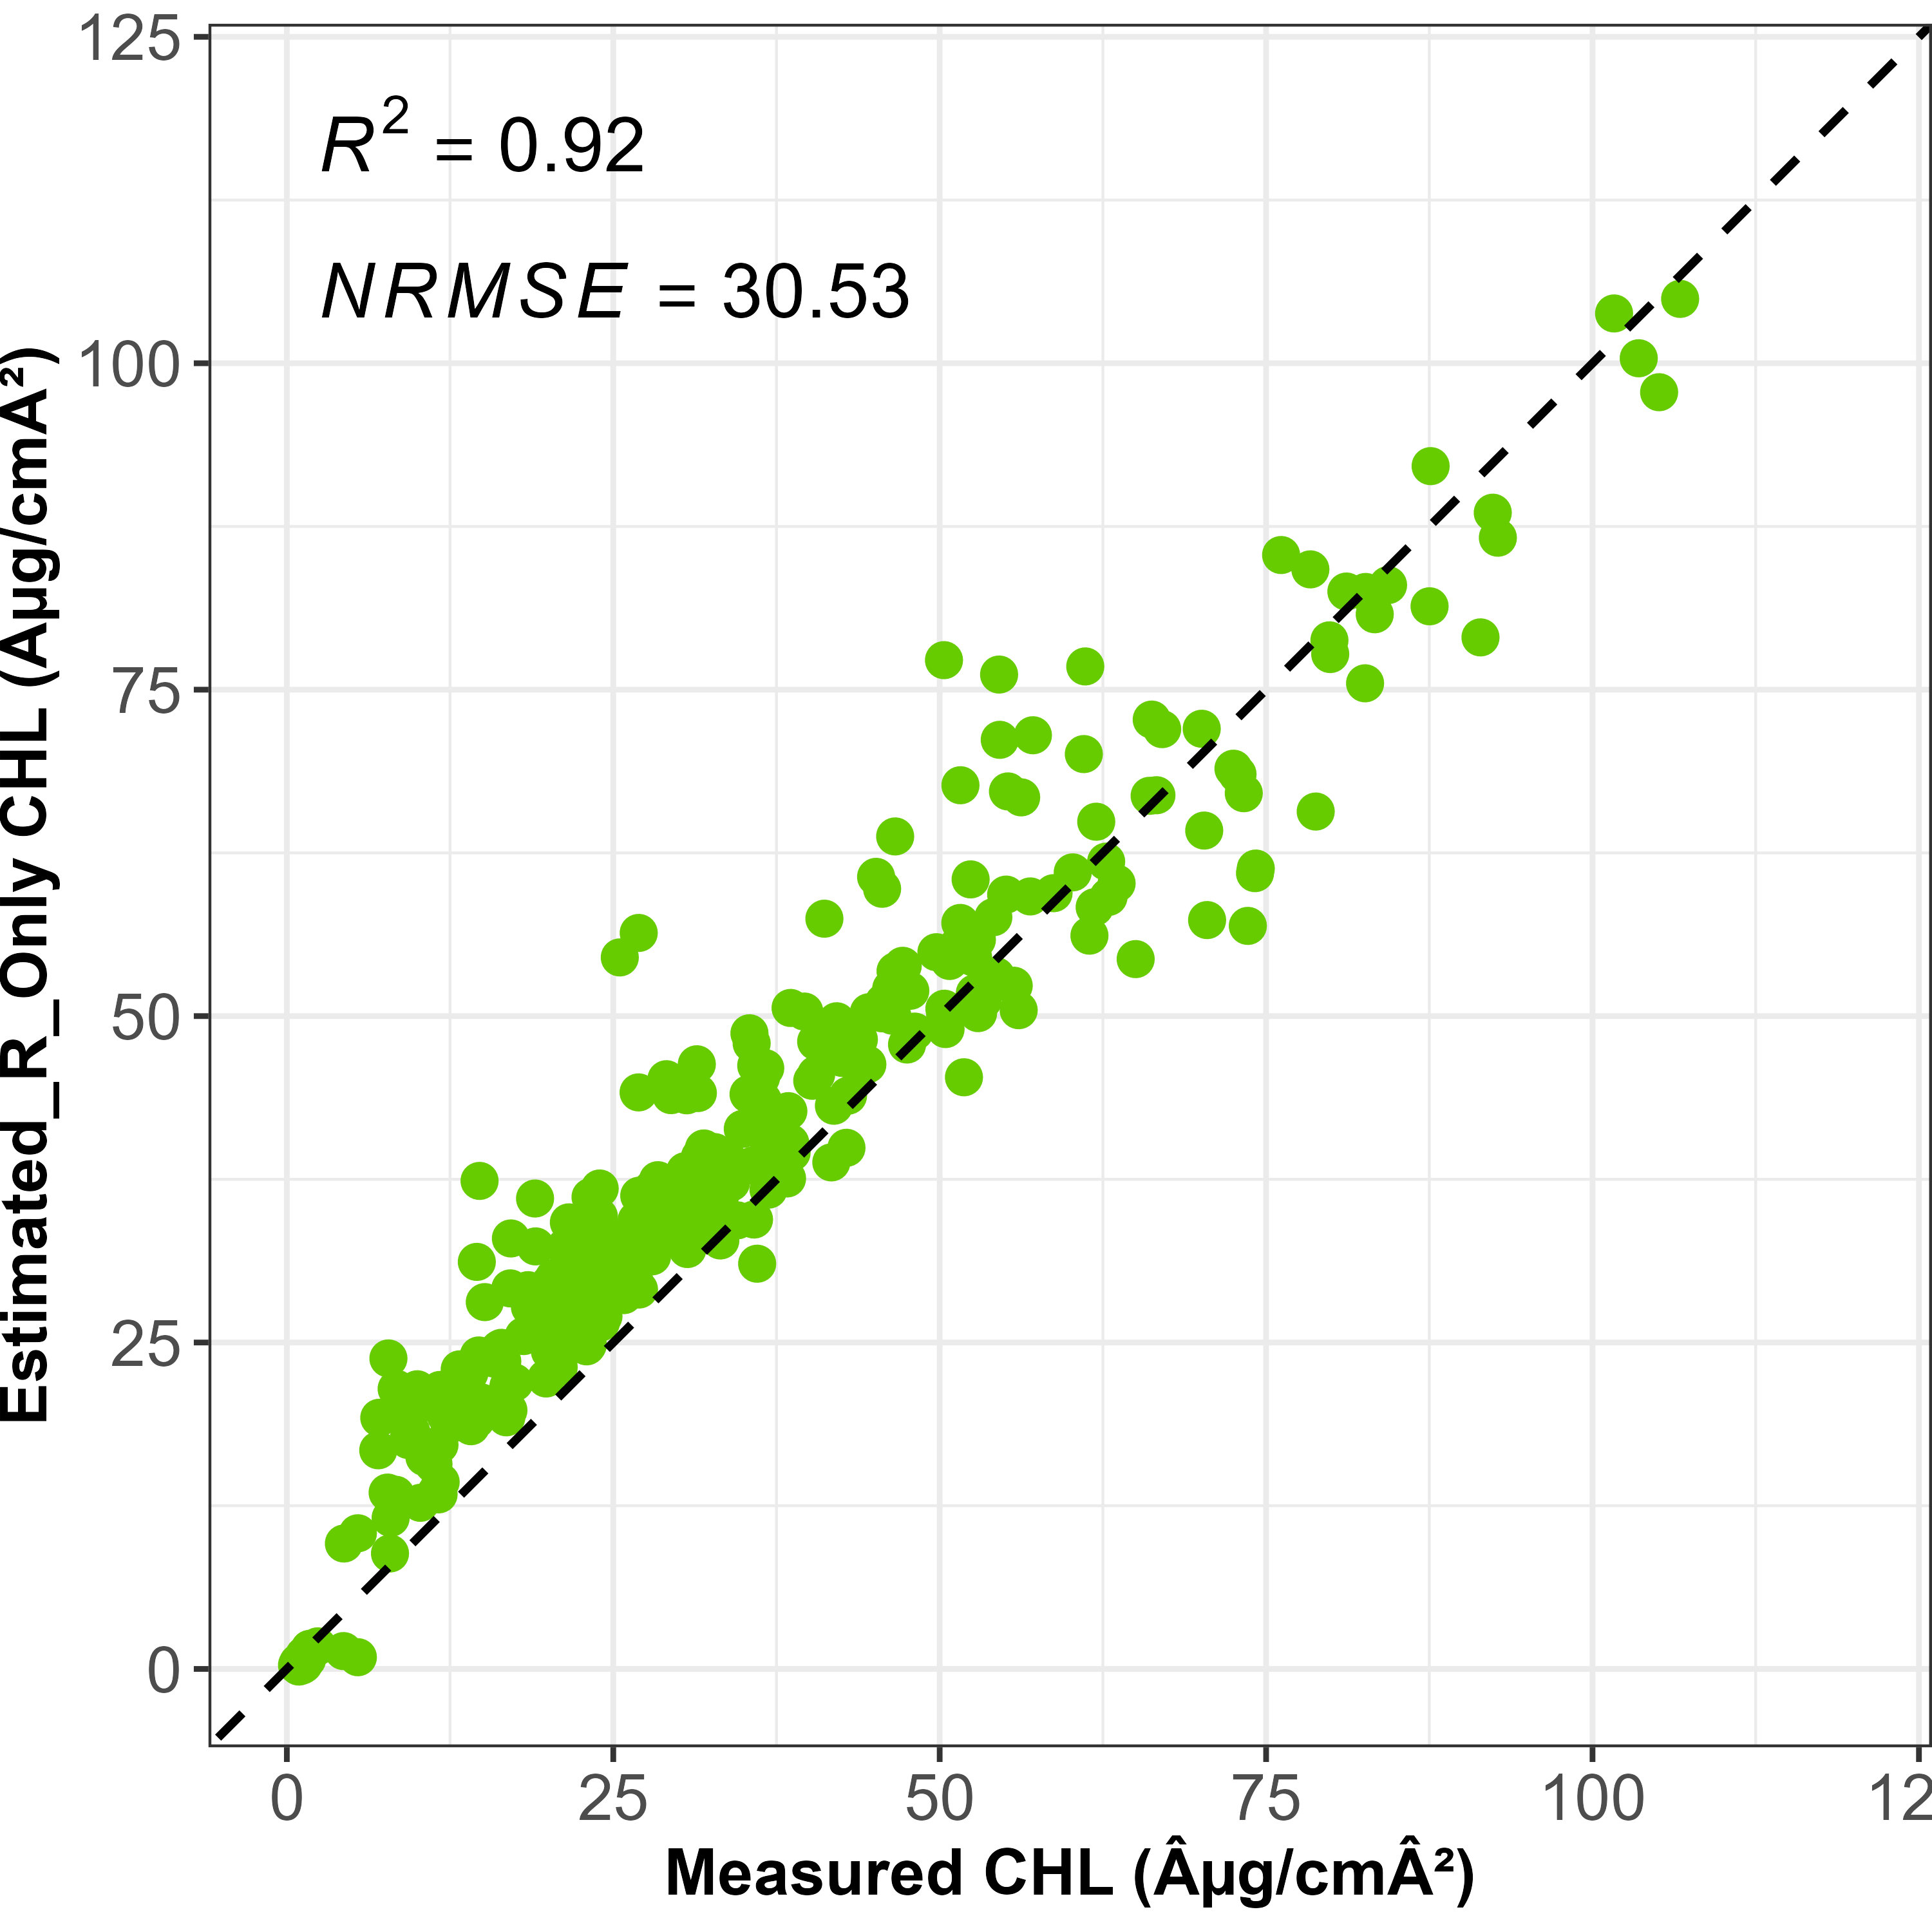 125
R² = 0.92
NRMSE = 30.53
100
75
50
25
0
Estimated_R_Only CHL (Âµg/cmÂ²)
0 25 50 75 100 12
Measured CHL (Âµg/cmÂ²)